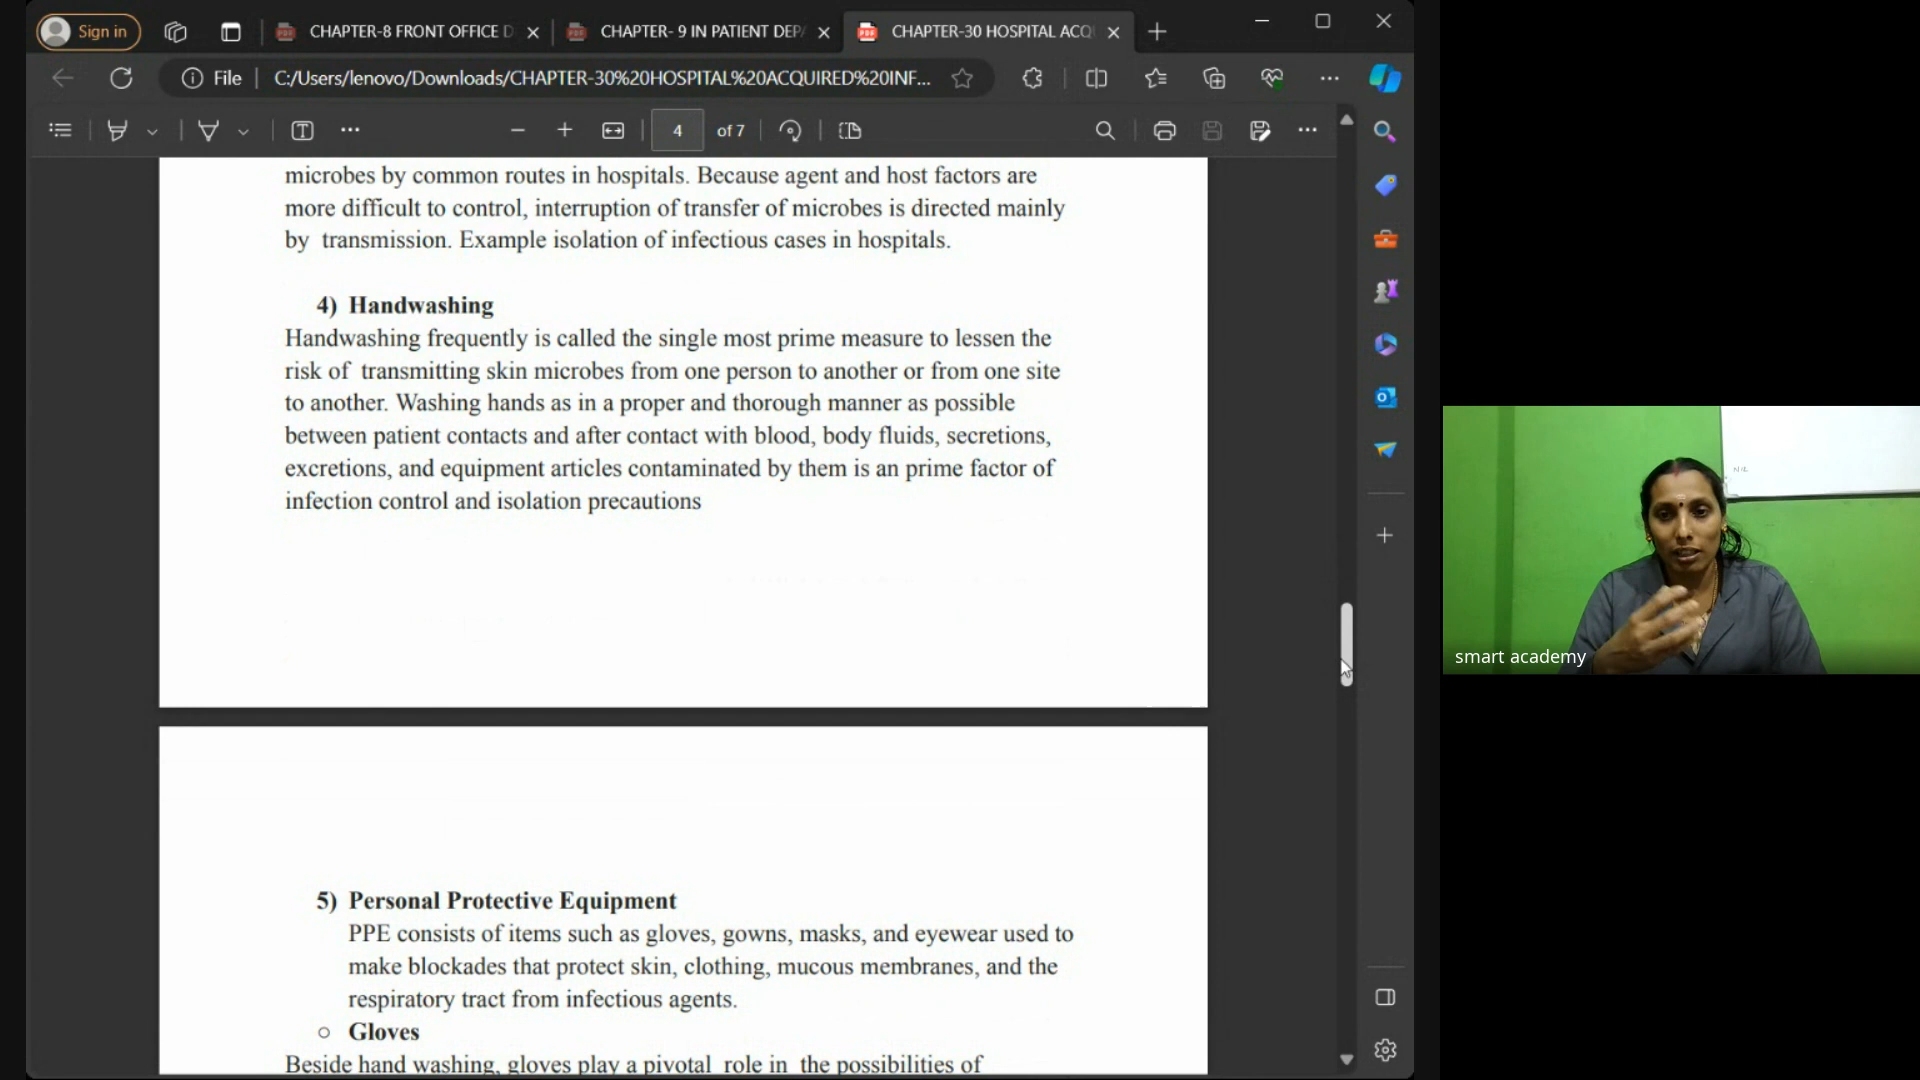 Sign in
CHAPTER-8 FRONT OFFICE D
CHAPTER- 9 IN PATIENT DEP
CHAPTER-30 HOSPITAL ACQ
File
C:/Users/lenovo/Downloads/CHAPTER-30%20HOSPITAL%20ACQUIRED%20INF...
4 of 7
microbes by common routes in hospitals. Because agent and host factors are
more difficult to control, interruption of transfer of microbes is directed mainly
by transmission. Example isolation of infectious cases in hospitals.
4) Handwashing
Handwashing frequently is called the single most prime measure to lessen the
risk of transmitting skin microbes from one person to another or from one site
to another. Washing hands as in a proper and thorough manner as possible
between patient contacts and after contact with blood, body fluids, secretions,
excretions, and equipment articles contaminated by them is an prime factor of
infection control and isolation precautions
5) Personal Protective Equipment
PPE consists of items such as gloves, gowns, masks, and eyewear used to
make blockades that protect skin, clothing, mucous membranes, and the
respiratory tract from infectious agents.
○ Gloves
Beside hand washing, gloves play a pivotal role in the possibilities of
smart academy